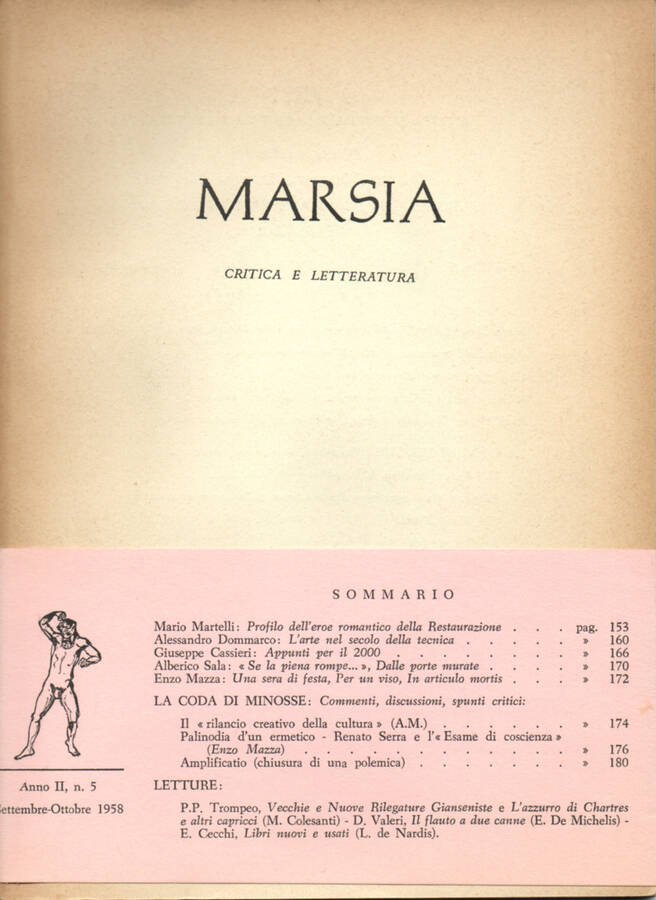 MARSIA
CRITICA E LETTERATURA
SOMMARIO
Mario Martelli: Profilo dell'eroe romantico della Restaurazione . . . pag. 153
Alessandro Dommarco: L'arte nel secolo della tecnica . . . . . . » 160
Giuseppe Cassieri: Appunti per il 2000 . . . . . . . . . » 166
Alberico Sala: « Se la piena rompe... », Dalle porte murate . . . . . » 170
Enzo Mazza: Una sera di festa, Per un viso, In articulo mortis . . . . » 172
LA CODA DI MINOSSE: Commenti, discussioni, spunti critici:
Il « rilancio creativo della cultura » (A.M.) . . . . . . » 174
Palinodia d'un ermetico - Renato Serra e l'« Esame di coscienza »
(Enzo Mazza) . . . . . . . . . . . . . » 176
Amplificatio (chiusura di una polemica) . . . . . . . » 180
LETTURE:
P.P. Trompeo, Vecchie e Nuove Rilegature Gianseniste e L'azzurro di Chartres
e altri capricci (M. Colesanti) - D. Valeri, Il flauto a due canne (E. De Michelis) -
E. Cecchi, Libri nuovi e usati (L. de Nardis).
Anno II, n. 5
Settembre-Ottobre 1958